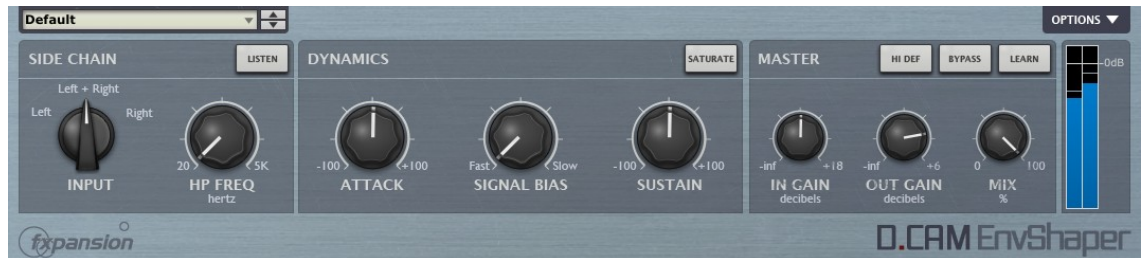 Default
OPTIONS
SIDE CHAIN
LISTEN
Left + Right
Left
Right
INPUT
20
5K
HP FREQ
hertz
DYNAMICS
SATURATE
-100
+100
ATTACK
Fast
Slow
SIGNAL BIAS
-100
+100
SUSTAIN
MASTER
HI DEF
BYPASS
LEARN
-inf
+18
IN GAIN
decibels
-inf
+6
OUT GAIN
decibels
0
100
MIX
%
-0dB
fxpansion
D.CAM EnvShaper